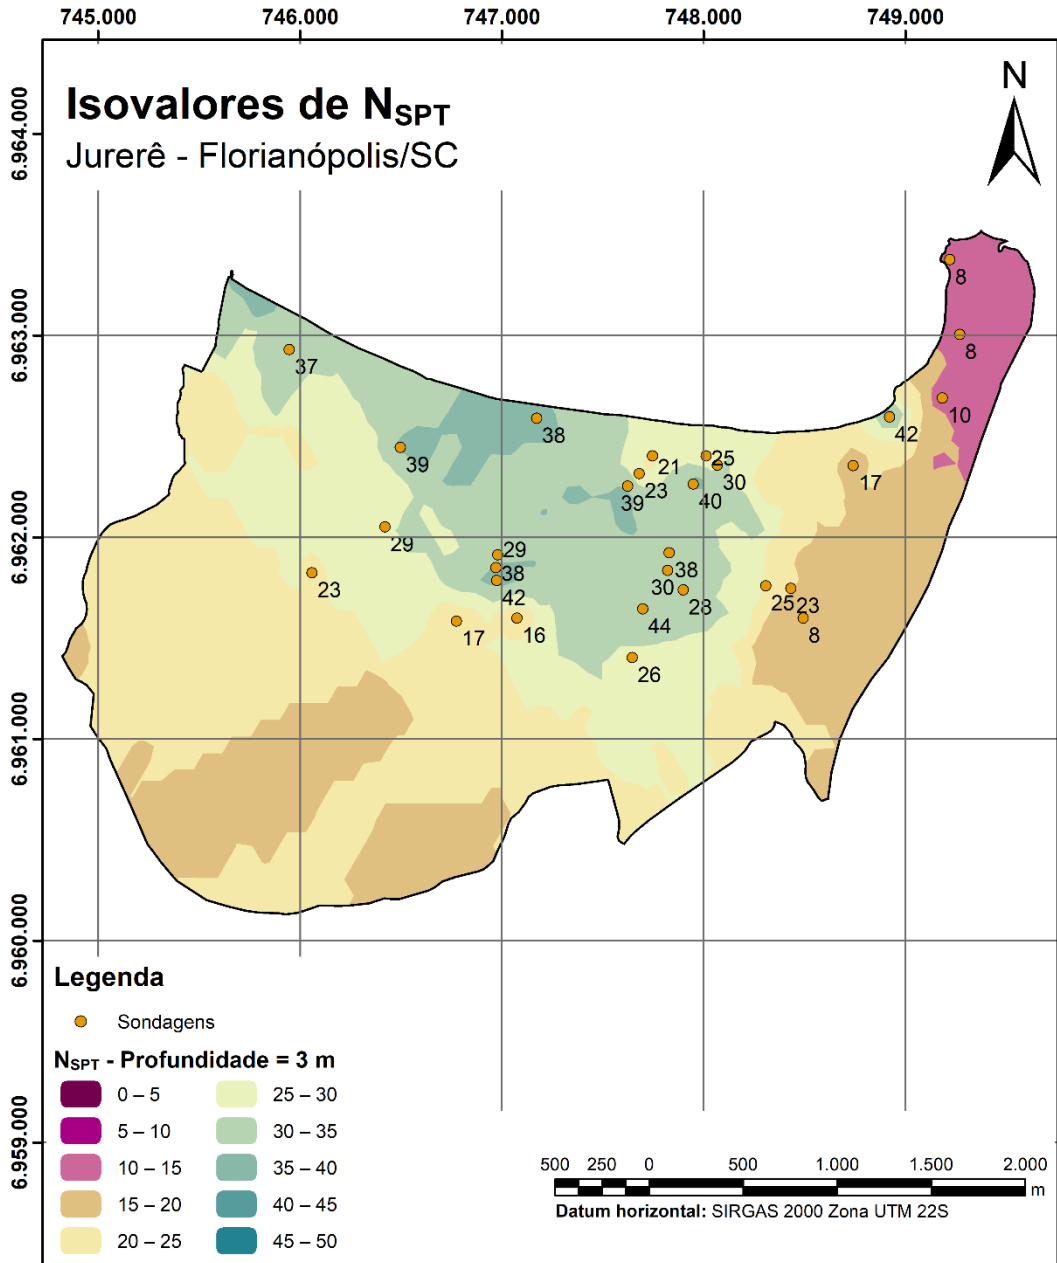 745.000 746.000 747.000 748.000 749.000
Isovalores de NSPT
Jurerê - Florianópolis/SC
N
6.964.000
6.963.000
6.962.000
6.961.000
6.960.000
6.959.000
8
8
37
10
38
42
39
21
25
30
17
23
39
40
29
29
38
38
23
30
42
28
25
23
44
8
17
16
26
Legenda
Sondagens
NSPT - Profundidade = 3 m
0 – 5
5 – 10
10 – 15
15 – 20
20 – 25
25 – 30
30 – 35
35 – 40
40 – 45
45 – 50
500 250 0 500 1.000 1.500 2.000
m
Datum horizontal: SIRGAS 2000 Zona UTM 22S